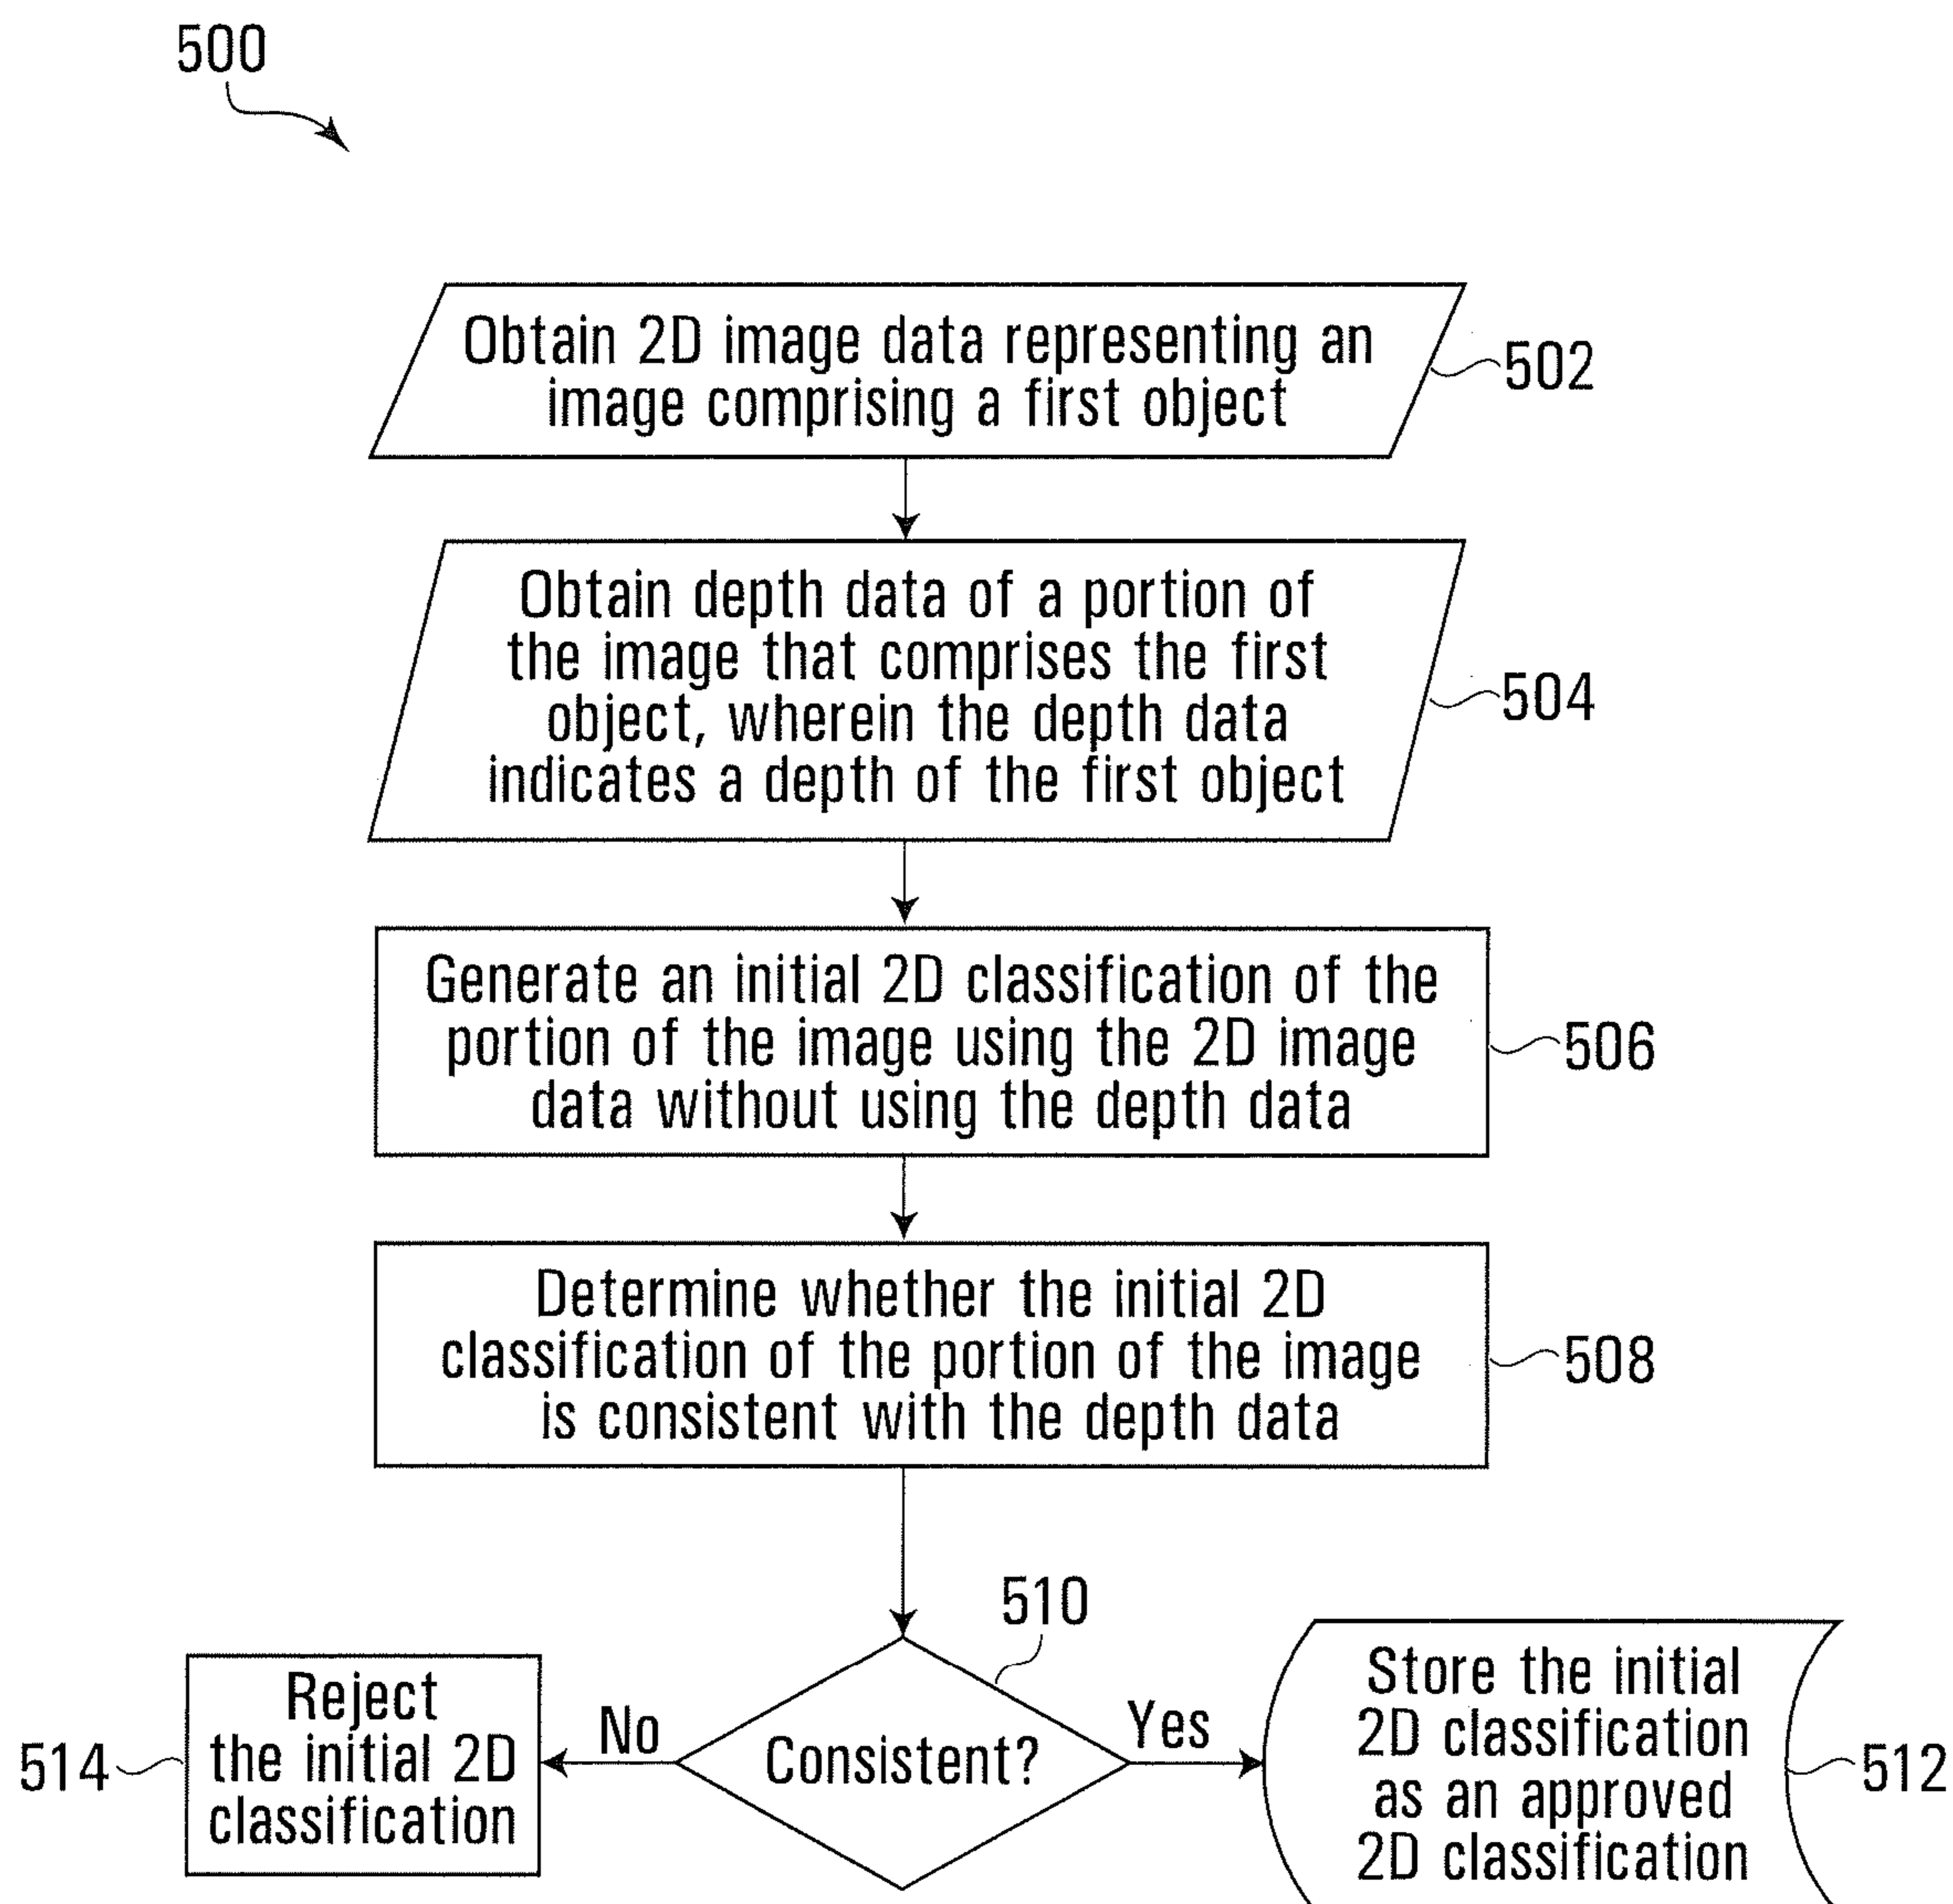 500
Obtain 2D image data representing an
image comprising a first object
502
Obtain depth data of a portion of
the image that comprises the first
object, wherein the depth data
indicates a depth of the first object
504
Generate an initial 2D classification of the
portion of the image using the 2D image
data without using the depth data
506
Determine whether the initial 2D
classification of the portion of the image
is consistent with the depth data
508
510
Consistent?
No
Yes
Reject
the initial 2D
classification
514
Store the initial
2D classification
as an approved
2D classification
512